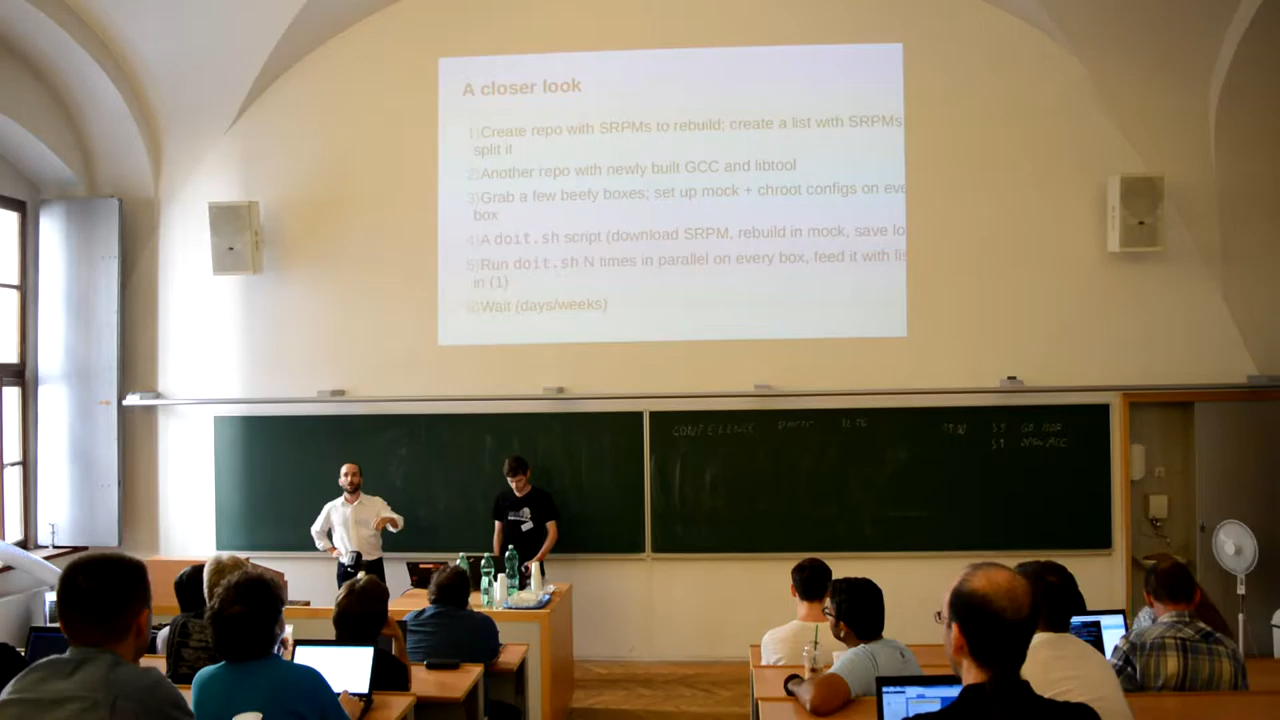 A closer look
1) Create repo with SRPMs to rebuild; create a list with SRPMs
split it
2) Another repo with newly built GCC and libtool
3) Grab a few beefy boxes; set up mock + chroot configs on eve
box
4) A doit.sh script (download SRPM, rebuild in mock, save lo
5) Run doit.sh N times in parallel on every box, feed it with lis
in (1)
6) Wait (days/weeks)
CONFERENCE